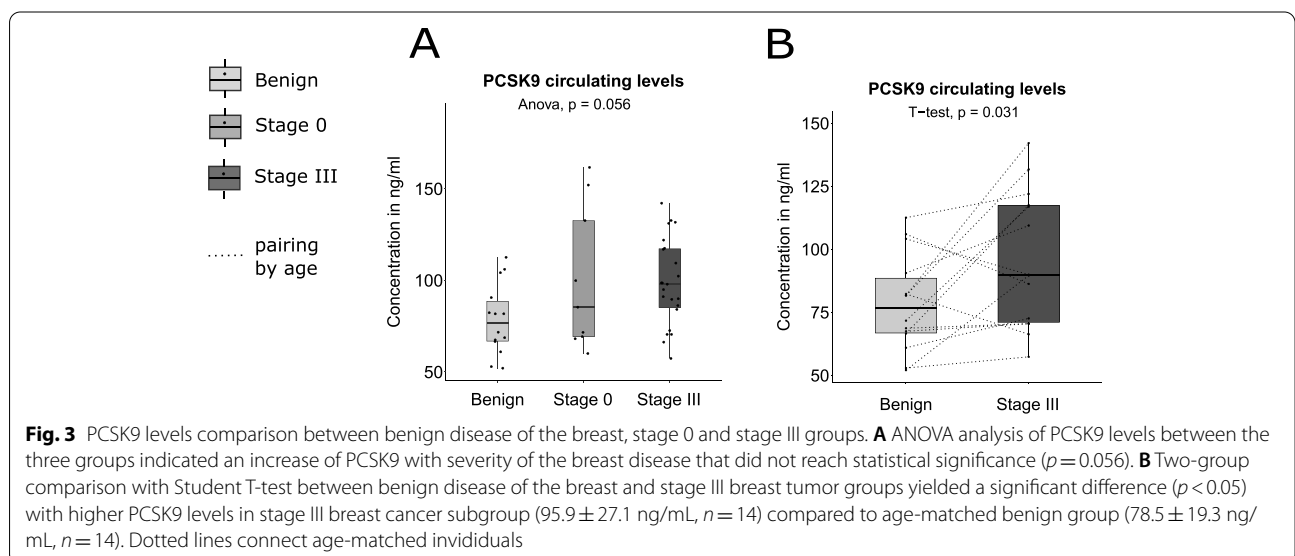 A
B
Benign
Stage 0
Stage III
pairing
by age
PCSK9 circulating levels
Anova, p = 0.056
Concentration in ng/ml
150
100
50
Benign Stage 0 Stage III
PCSK9 circulating levels
T−test, p = 0.031
Concentration in ng/ml
150
125
100
75
50
Benign Stage III
Fig. 3 PCSK9 levels comparison between benign disease of the breast, stage 0 and stage III groups. A ANOVA analysis of PCSK9 levels between the
three groups indicated an increase of PCSK9 with severity of the breast disease that did not reach statistical significance (p = 0.056). B Two-group
comparison with Student T-test between benign disease of the breast and stage III breast tumor groups yielded a significant difference (p < 0.05)
with higher PCSK9 levels in stage III breast cancer subgroup (95.9 ± 27.1 ng/mL, n = 14) compared to age-matched benign group (78.5 ± 19.3 ng/
mL, n = 14). Dotted lines connect age-matched invididuals